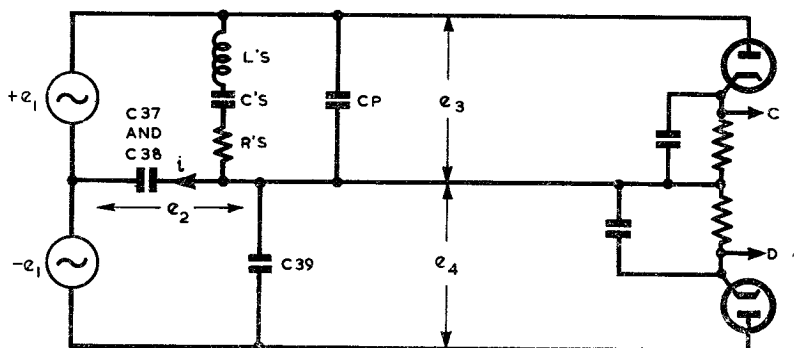 L'S
C'S
R'S
CP
+e₁
C37
AND
C38
i
e₂
e₃
C
-e₁
C39
e₄
D